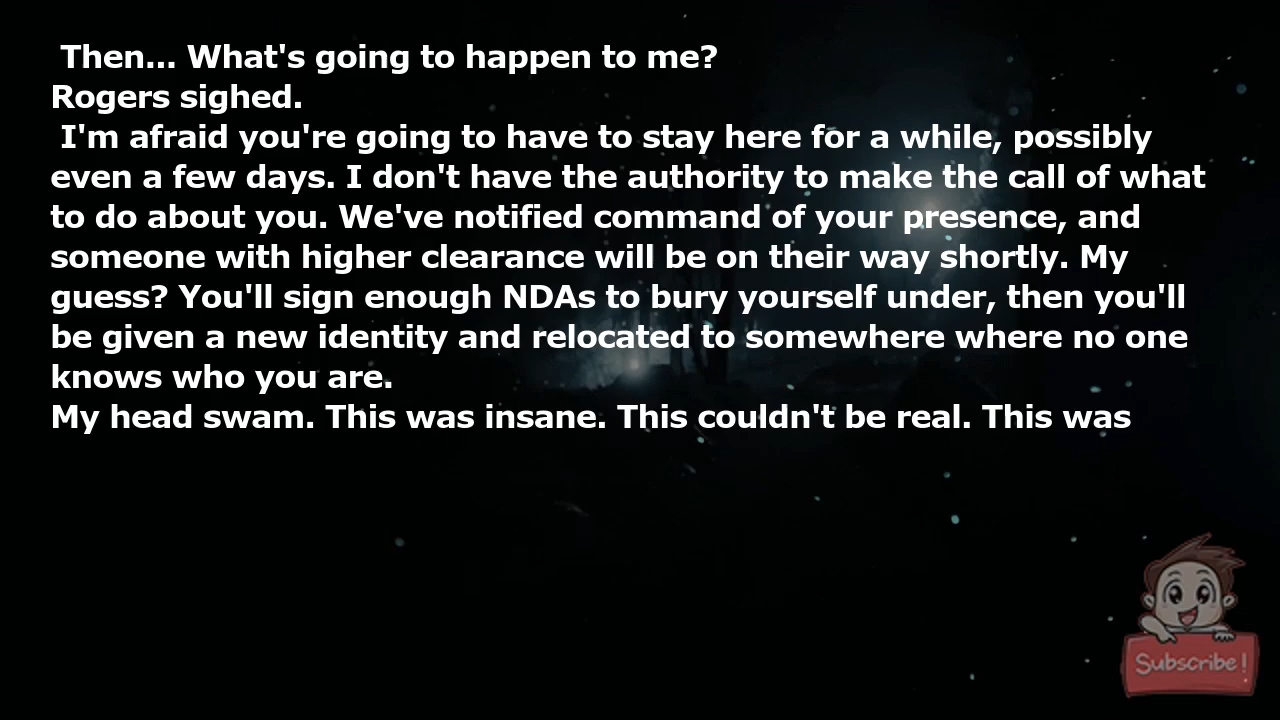 Then... What's going to happen to me?
Rogers sighed.
I'm afraid you're going to have to stay here for a while, possibly
even a few days. I don't have the authority to make the call of what
to do about you. We've notified command of your presence, and
someone with higher clearance will be on their way shortly. My
guess? You'll sign enough NDAs to bury yourself under, then you'll
be given a new identity and relocated to somewhere where no one
knows who you are.
My head swam. This was insane. This couldn't be real. This was
Subscribe!